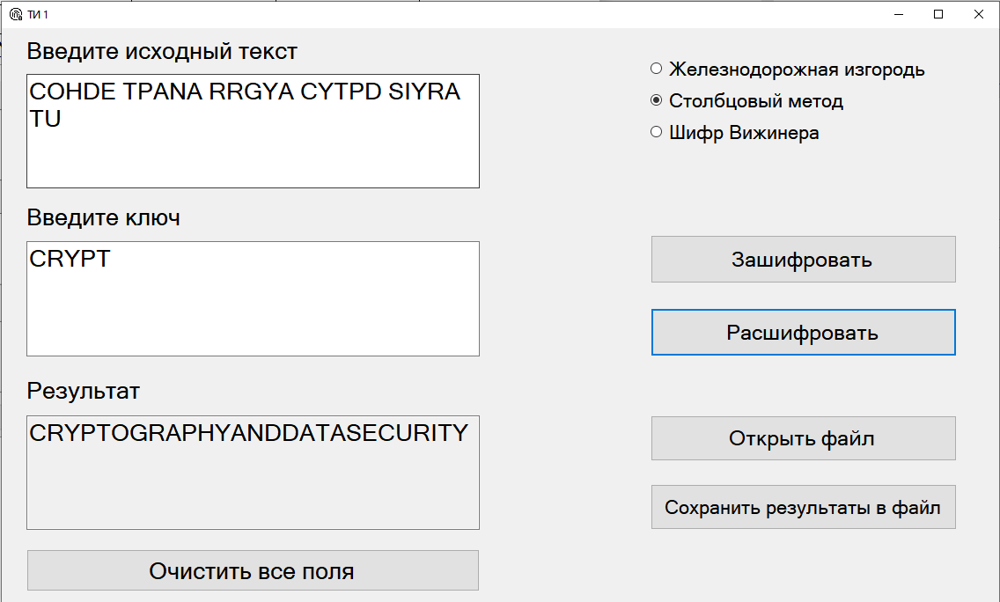 ТИ 1
Введите исходный текст
COHDE TPANA RRGYA CYTPD SIYRA
TU
Введите ключ
CRYPT
Результат
CRYPTOGRAPHYANDDATASECURITY
Очистить все поля
Железнодорожная изгородь
Столбцовый метод
Шифр Вижинера
Зашифровать
Расшифровать
Открыть файл
Сохранить результаты в файл